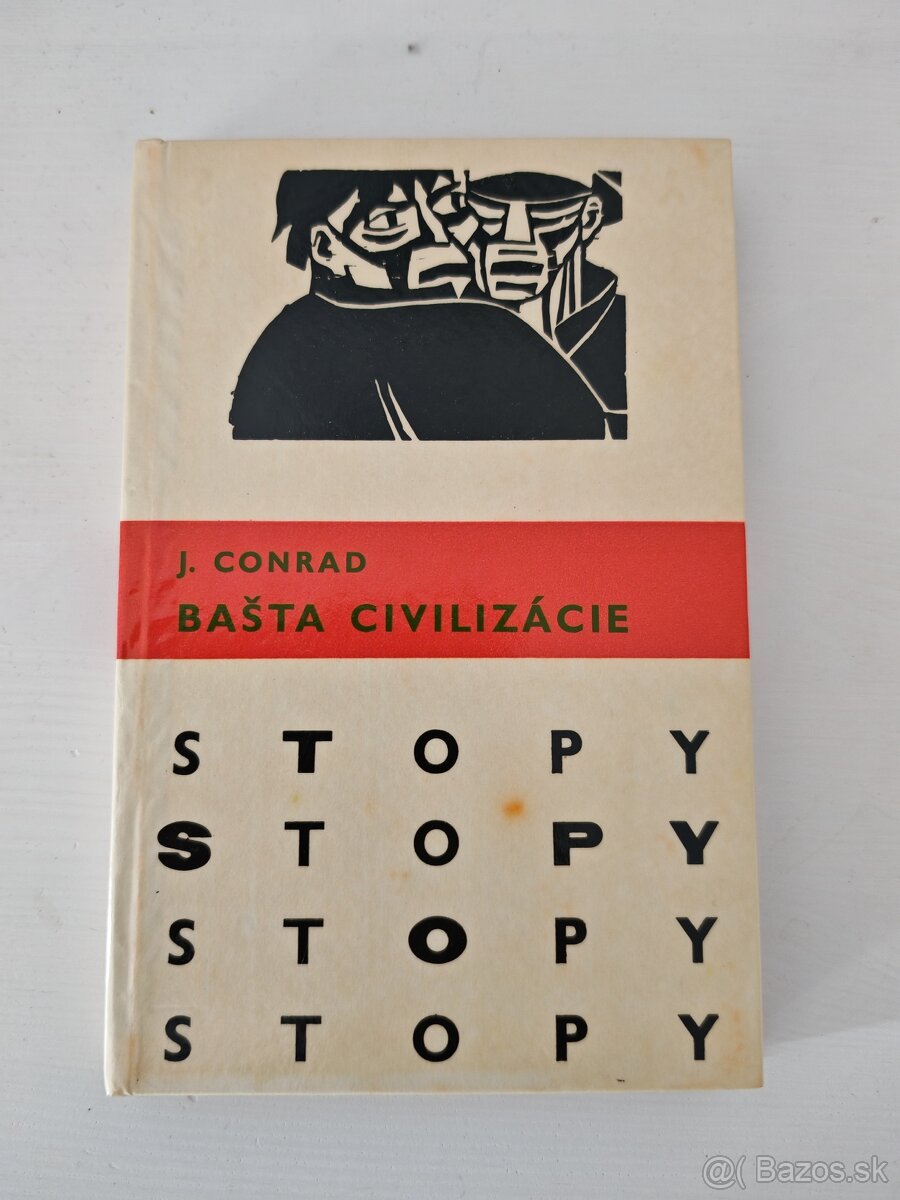 J. CONRAD
BAŠTA CIVILIZÁCIE
S T O P Y
S T O P Y
S T O P Y
S T O P Y
@( Bazos.sk